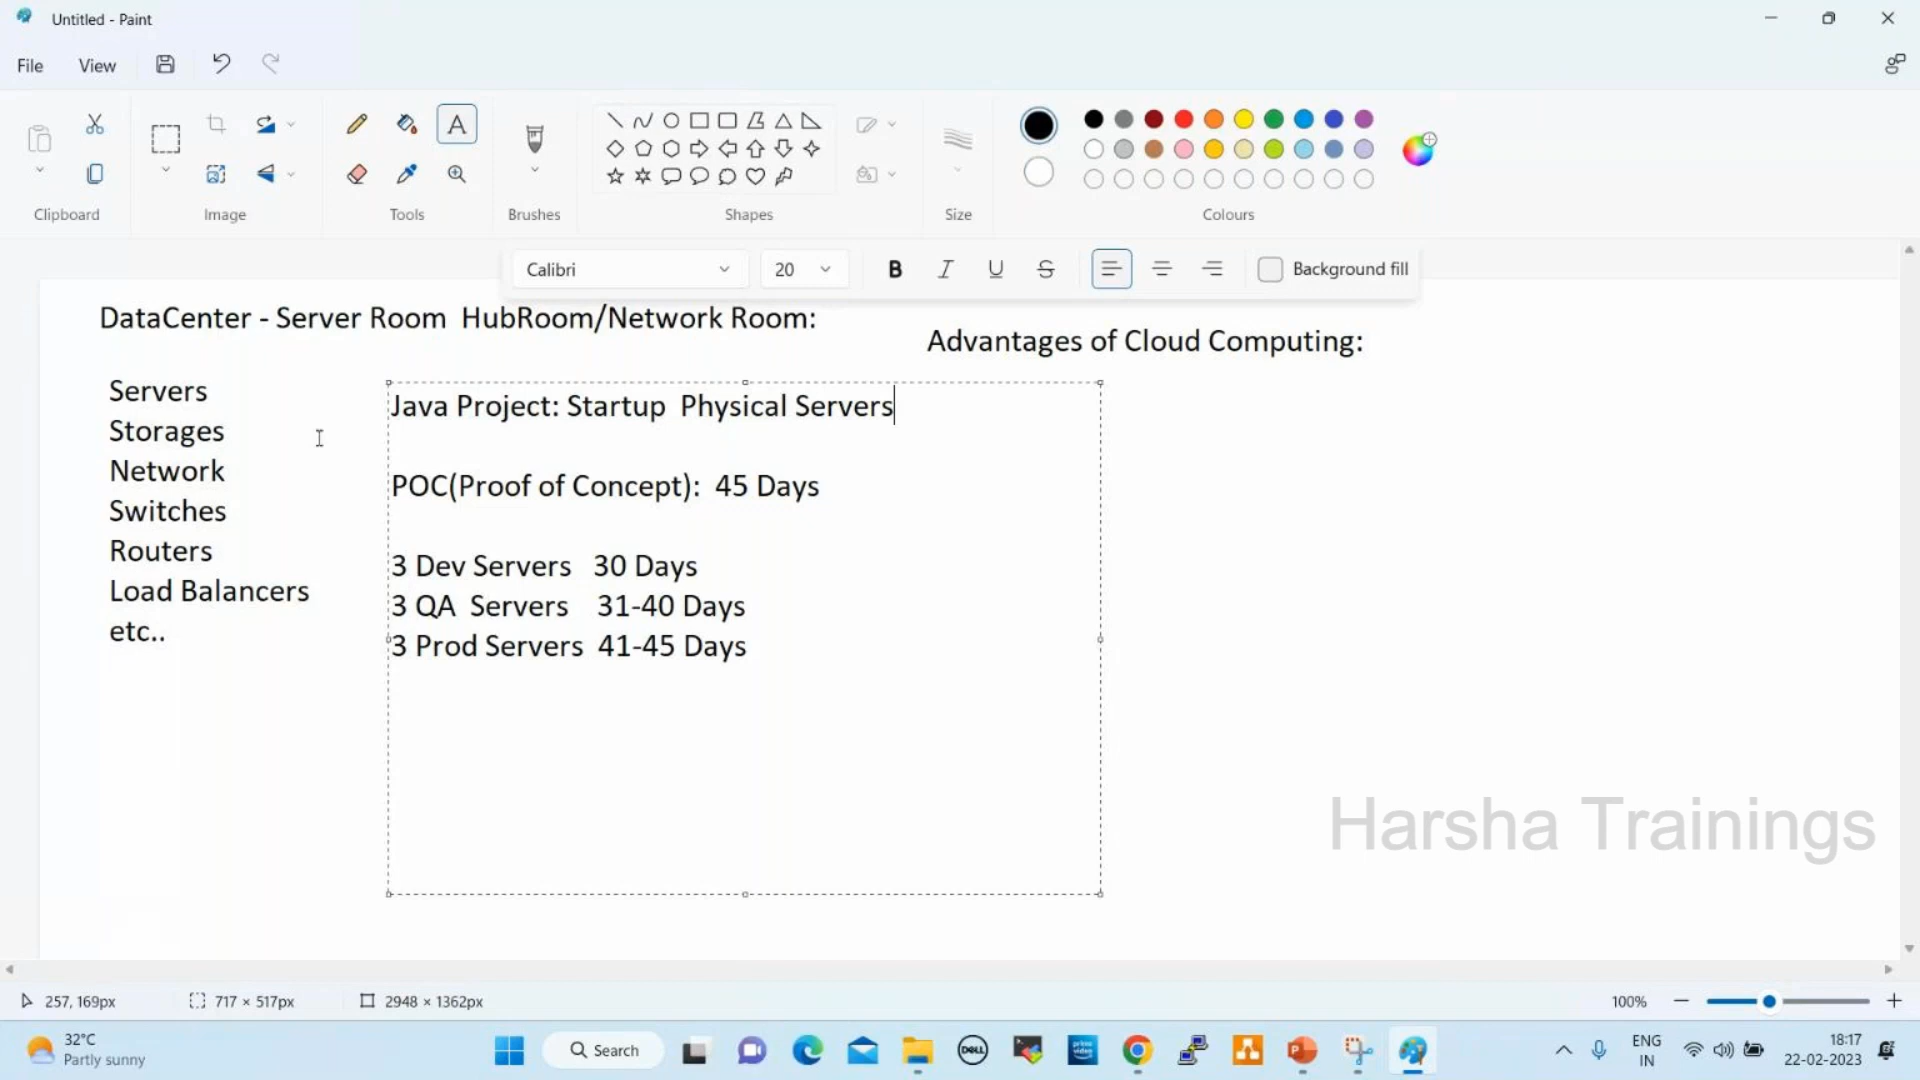 Untitled - Paint
File View
Clipboard Image Tools Brushes Shapes Size Colours
Calibri 20 B I U S Background fill
DataCenter - Server Room  HubRoom/Network Room:
Advantages of Cloud Computing:
Servers
Storages
Network
Switches
Routers
Load Balancers
etc..
Java Project: Startup  Physical Servers
POC(Proof of Concept):  45 Days
3 Dev Servers   30 Days
3 QA  Servers    31-40 Days
3 Prod Servers  41-45 Days
Harsha Trainings
257, 169px 717 × 517px 2948 × 1362px 100%
32°C
Partly sunny
Search
DELL
prime video
ENG
IN
18:17
22-02-2023